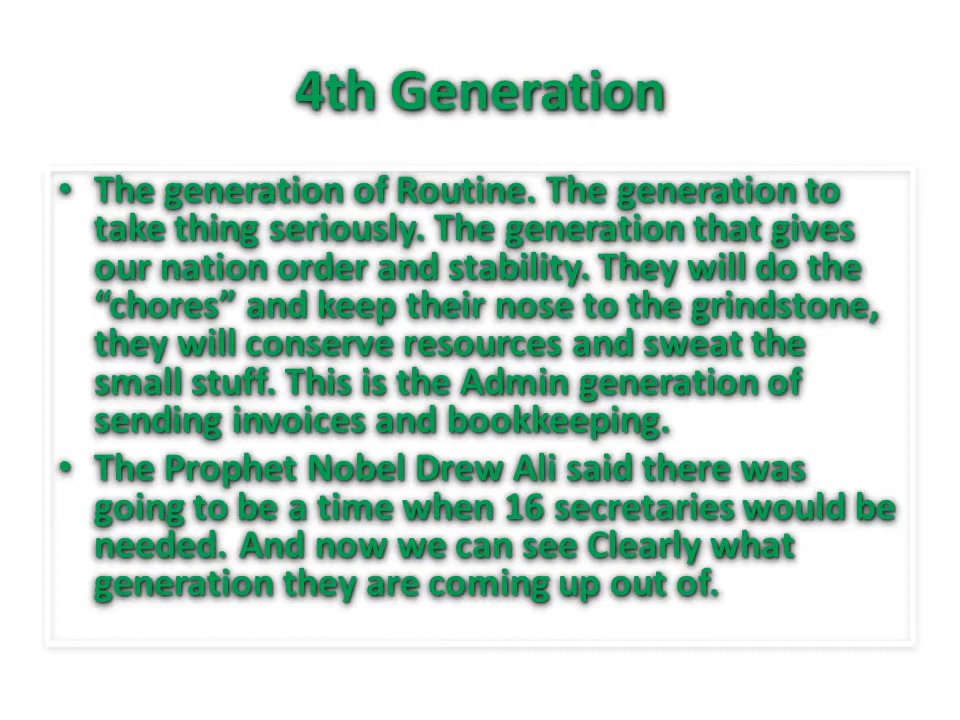 4th Generation
• The generation of Routine. The generation to
take thing seriously. The generation that gives
our nation order and stability. They will do the
“chores” and keep their nose to the grindstone,
they will conserve resources and sweat the
small stuff. This is the Admin generation of
sending invoices and bookkeeping.
• The Prophet Nobel Drew Ali said there was
going to be a time when 16 secretaries would be
needed. And now we can see Clearly what
generation they are coming up out of.